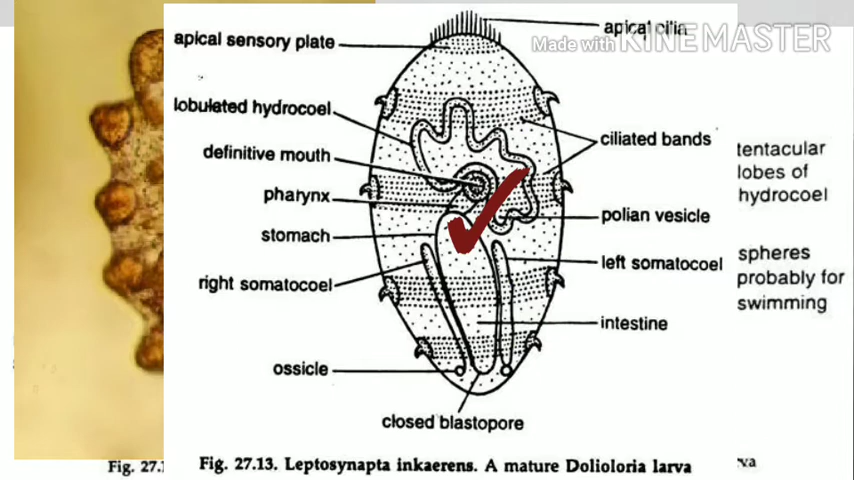 apical cilia
apical sensory plate
Made with KINEMASTER
lobulated hydrocoel
ciliated bands
definitive mouth
tentacular
lobes of
hydrocoel
pharynx
polian vesicle
stomach
left somatocoel
spheres
probably for
swimming
right somatocoel
intestine
ossicle
closed blastopore
Fig. 27.13. Leptosynapta inkaerens. A mature Dolioloria larva
Fig. 27.